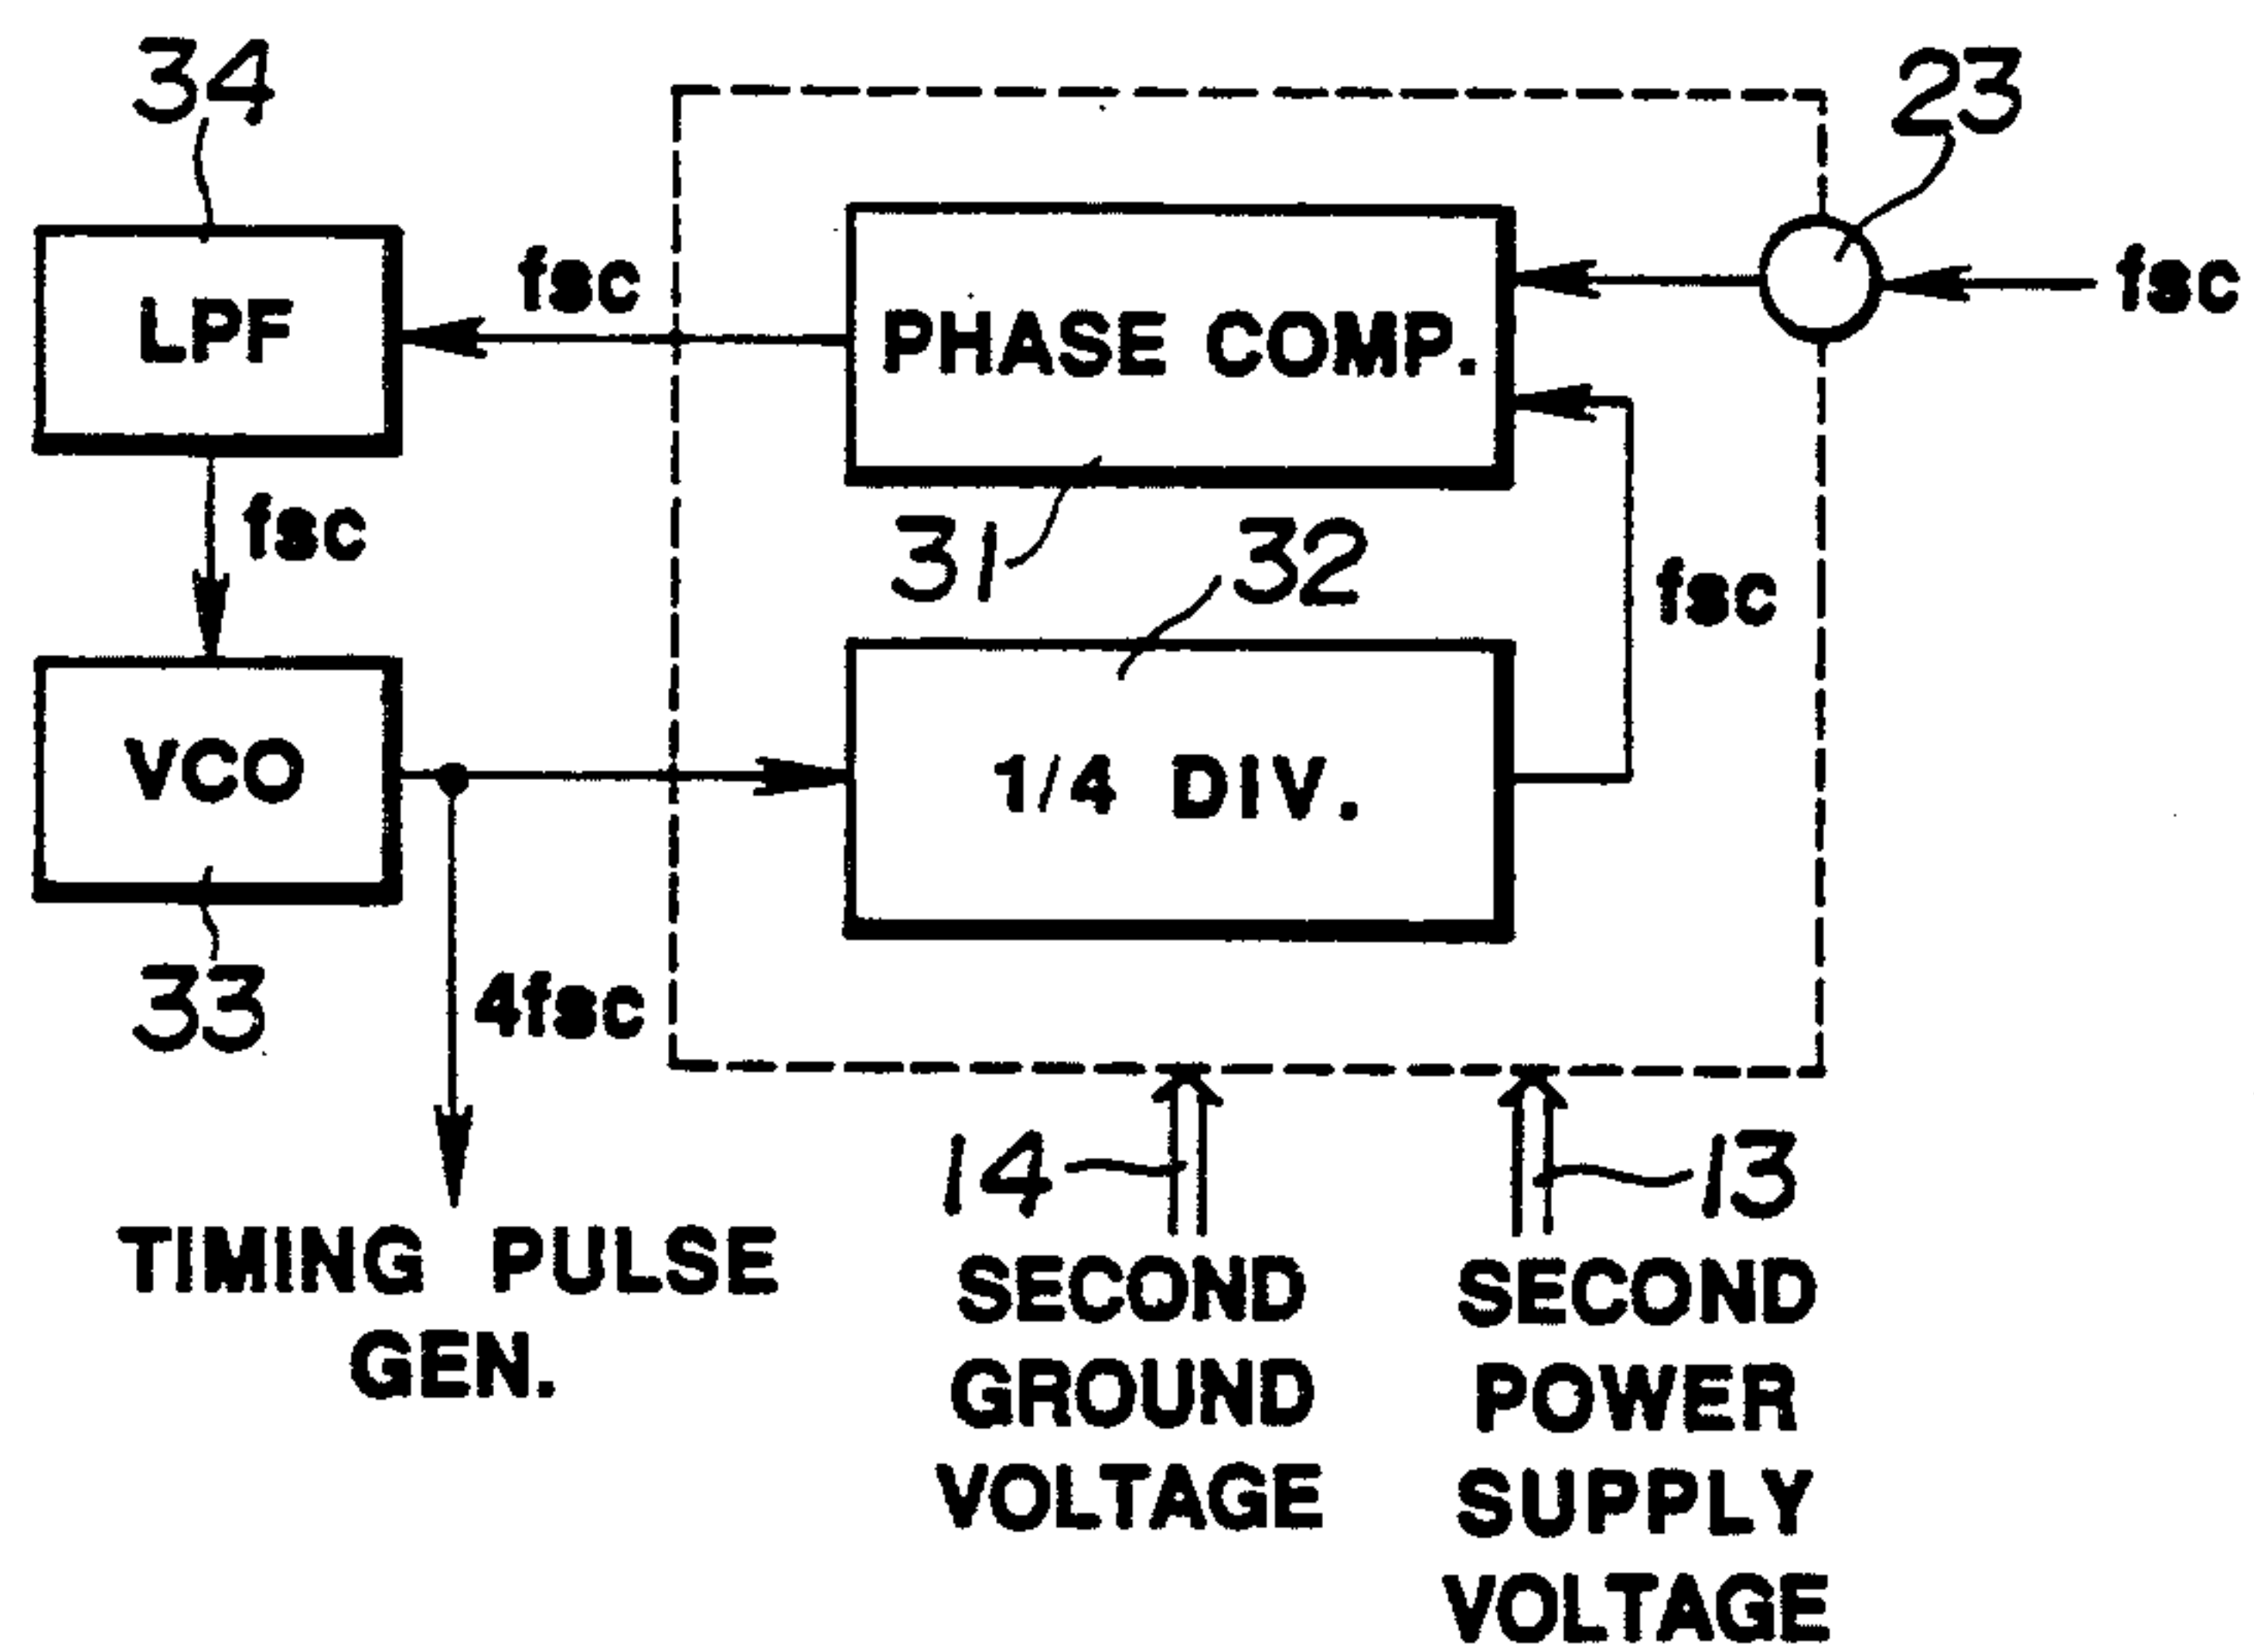 34
23
fsc
fsc
LPF
PHASE COMP.
fsc
31
32
fsc
VCO
1/4 DIV.
33
4fsc
14
13
TIMING PULSE
GEN.
SECOND
GROUND
VOLTAGE
SECOND
POWER
SUPPLY
VOLTAGE